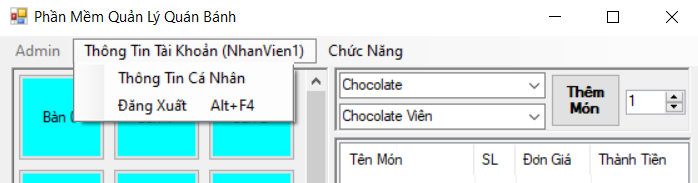 Phần Mềm Quản Lý Quán Bánh
Admin Thông Tin Tài Khoản (NhanVien1) Chức Năng
Thông Tin Cá Nhân
Đăng Xuất Alt+F4
Bàn
Chocolate
Chocolate Viên
Thêm Món
1
Tên Món SL Đơn Giá Thành Tiền